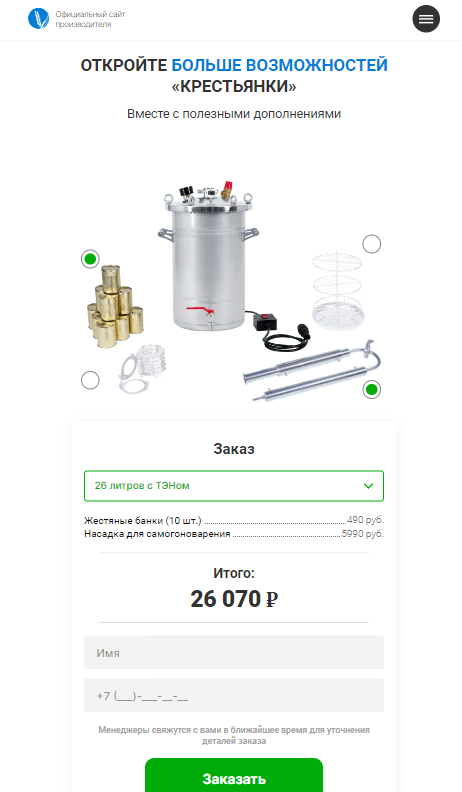 Официальный сайт
производителя
ОТКРОЙТЕ БОЛЬШЕ ВОЗМОЖНОСТЕЙ
«КРЕСТЬЯНКИ»
Вместе с полезными дополнениями
Заказ
26 литров с ТЭНом
Жестяные банки (10 шт.) 490 руб.
Насадка для самогоноварения 5990 руб.
Итого:
26 070 ₽
Имя
+7 (___)-___-__-__
Менеджеры свяжутся с вами в ближайшее время для уточнения
деталей заказа
Заказать